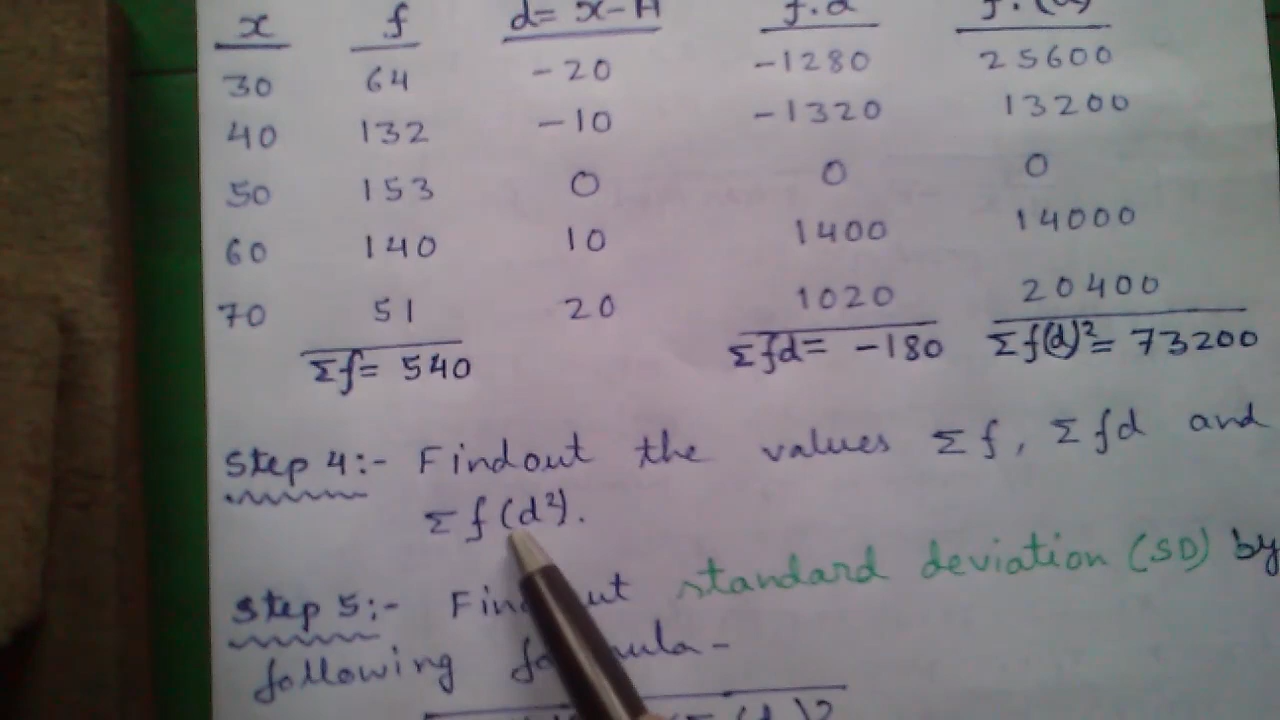 x f d= x-A f.d f.(d)
30 64 -20 -1280 25600
40 132 -10 -1320 13200
50 153 0 0 0
60 140 10 1400 14000
70 51 20 1020 20400
Σf= 540 Σfd= -180 Σf(d)²= 73200
Step 4:- Findout the values Σf, Σfd and
Σf(d²).
Step 5:- Find out standard deviation (SD) by
following formula-